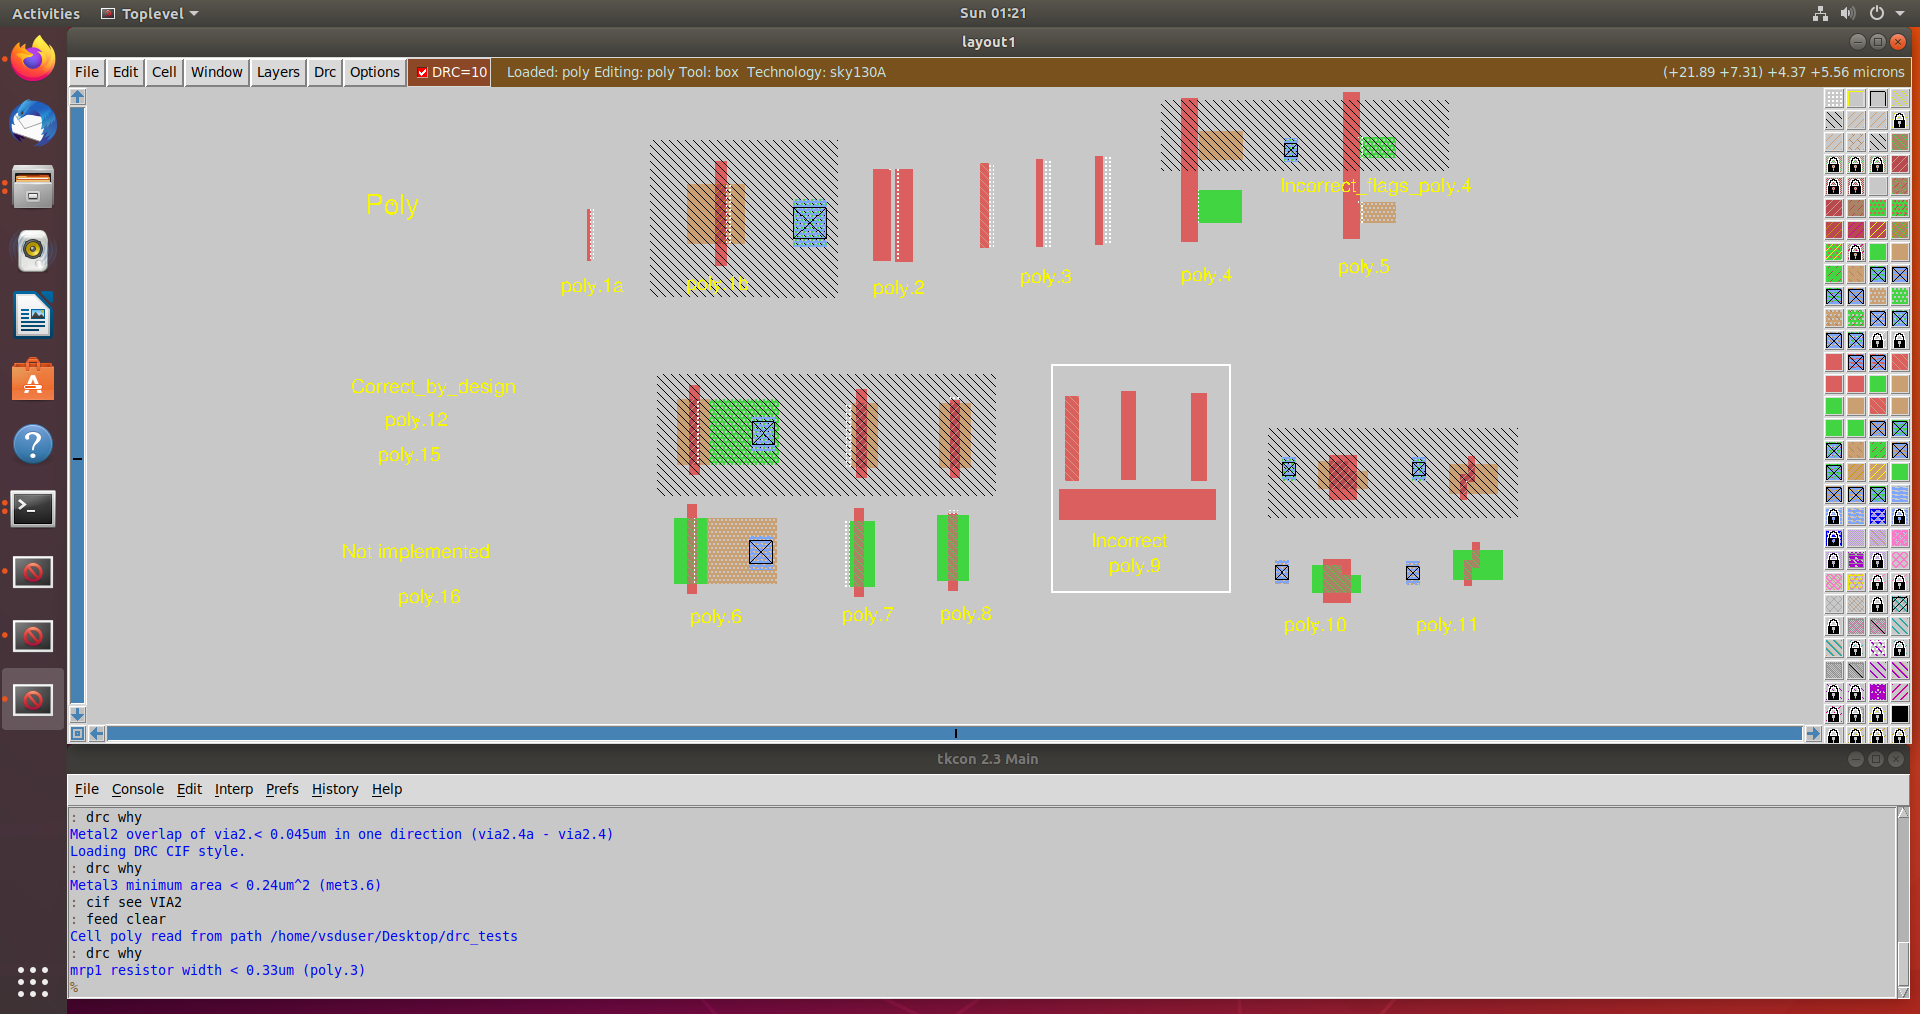 Activities
Toplevel
Sun 01:21
layout1
File Edit Cell Window Layers Drc Options DRC=10 Loaded: poly Editing: poly Tool: box Technology: sky130A (+21.89 +7.31) +4.37 +5.56 microns
Poly
Incorrect_flags_poly.4
poly.1a
poly.1b
poly.2
poly.3
poly.4
poly.5
Correct_by_design
poly.12
poly.15
Not implemented
poly.16
poly.6
poly.7
poly.8
Incorrect
poly.9
poly.10
poly.11
tkcon 2.3 Main
File Console Edit Interp Prefs History Help
: drc why
Metal2 overlap of via2.< 0.045um in one direction (via2.4a - via2.4)
Loading DRC CIF style.
: drc why
Metal3 minimum area < 0.24um^2 (met3.6)
: cif see VIA2
: feed clear
Cell poly read from path /home/vsduser/Desktop/drc_tests
: drc why
mrp1 resistor width < 0.33um (poly.3)
%